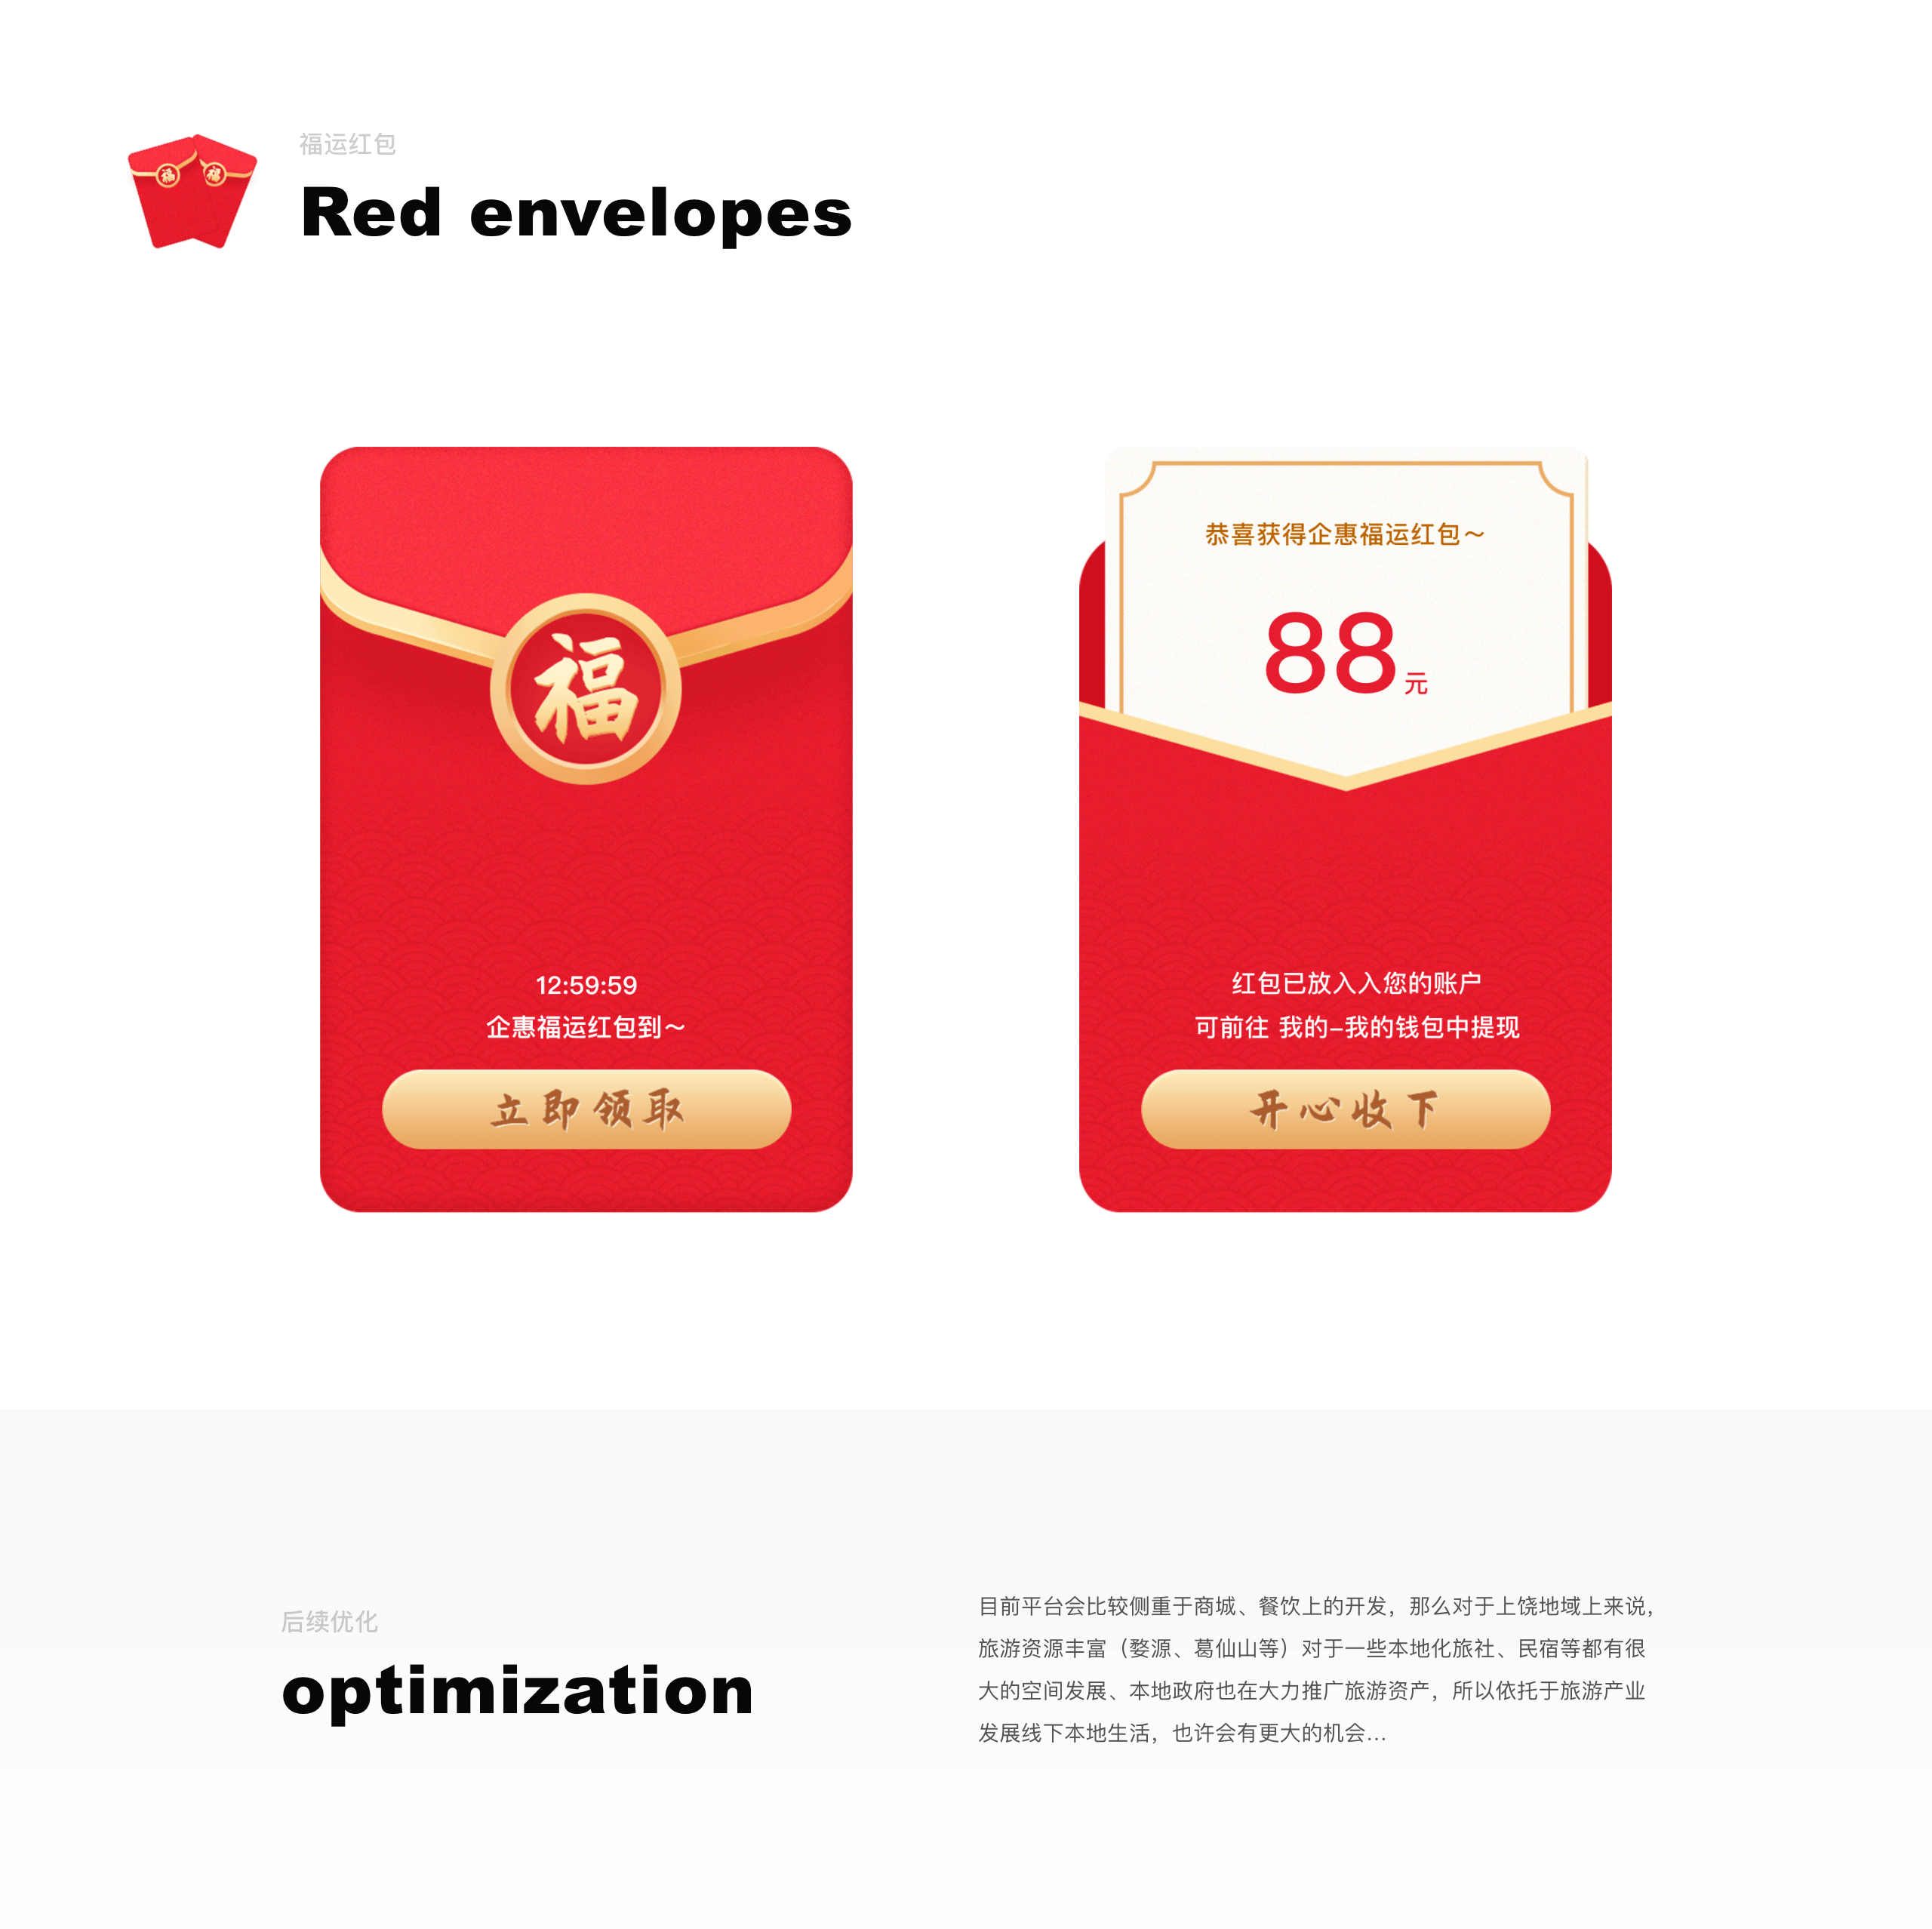 福运红包
Red envelopes
福
福
福
12:59:59
企惠福运红包到～
立即领取
恭喜获得企惠福运红包～
88元
红包已放入入您的账户
可前往 我的-我的钱包中提现
开心收下
后续优化
optimization
目前平台会比较侧重于商城、餐饮上的开发，那么对于上饶地域上来说，
旅游资源丰富（婺源、葛仙山等）对于一些本地化旅社、民宿等都有很
大的空间发展、本地政府也在大力推广旅游资产，所以依托于旅游产业
发展线下本地生活，也许会有更大的机会...